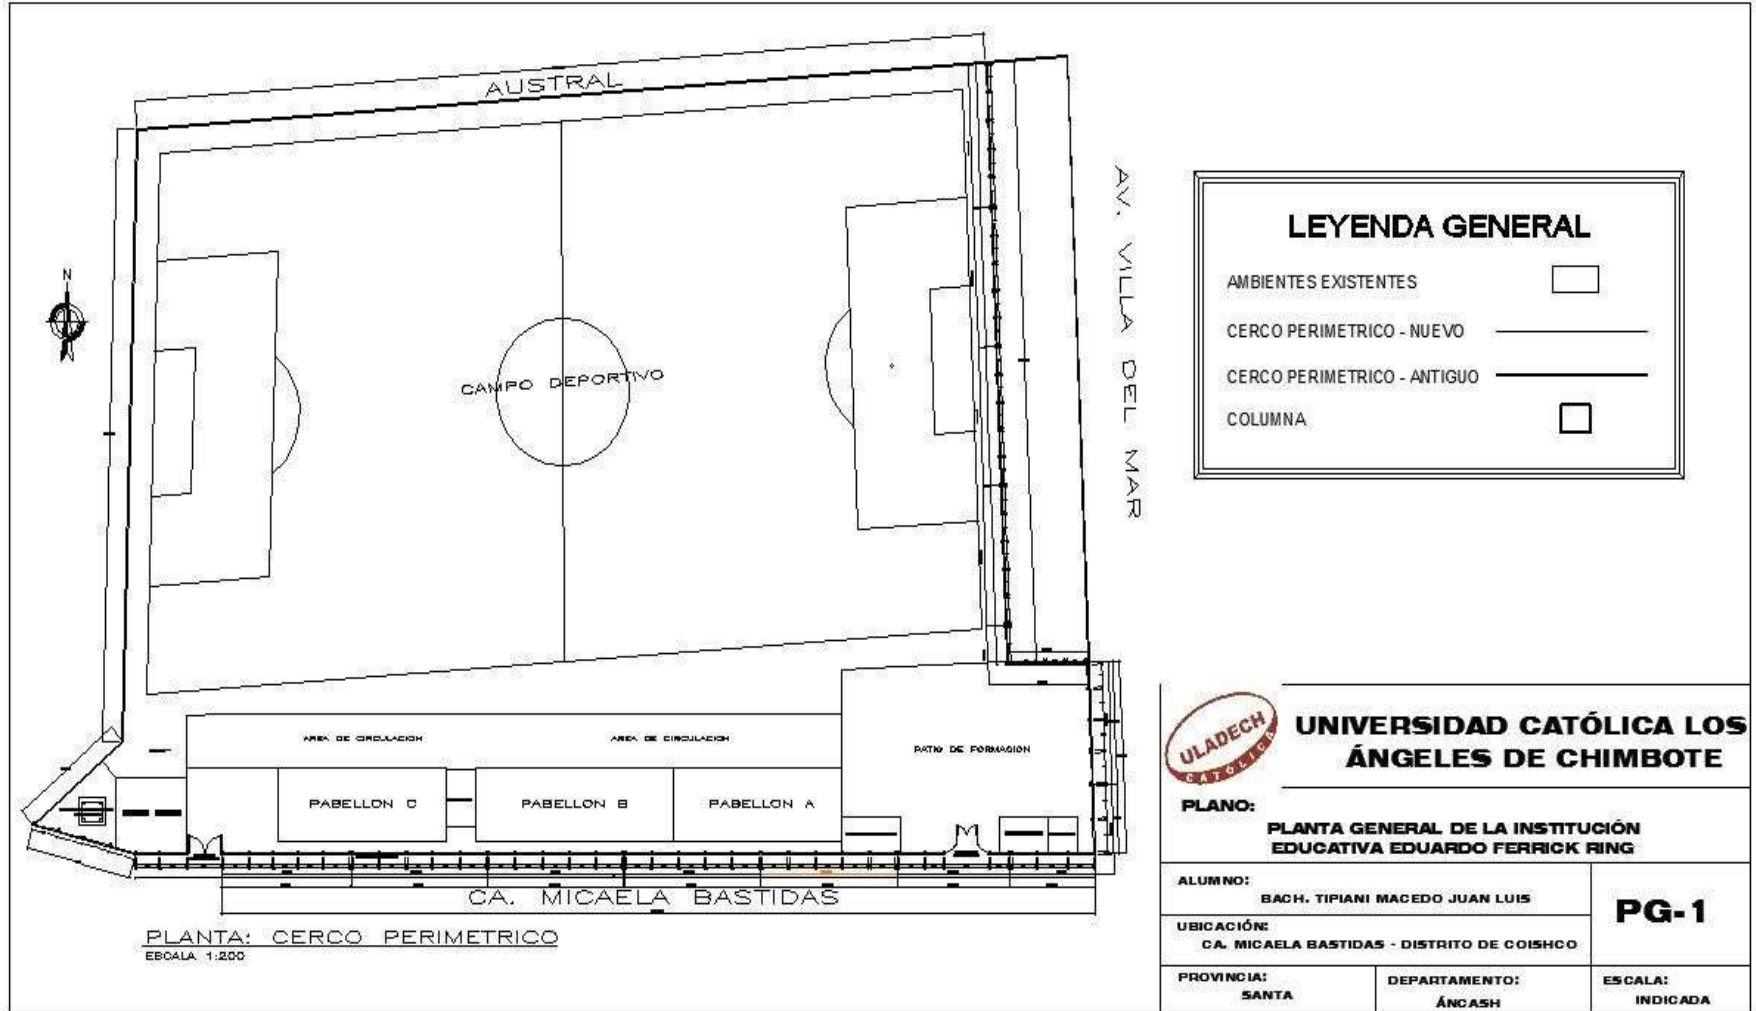 AUSTRAL
N
CAMPO DEPORTIVO
AV. VILLA DEL MAR
LEYENDA GENERAL
AMBIENTES EXISTENTES
CERCO PERIMETRICO - NUEVO
CERCO PERIMETRICO - ANTIGUO
COLUMNA
AREA DE CIRCULACION
AREA DE CIRCULACION
PATIO DE FORMACION
PABELLON C
PABELLON B
PABELLON A
CA. MICAELA BASTIDAS
PLANTA: CERCO PERIMETRICO
ESCALA 1:200
ULADECH
CATÓLICA
UNIVERSIDAD CATÓLICA LOS
ÁNGELES DE CHIMBOTE
PLANO:
PLANTA GENERAL DE LA INSTITUCIÓN
EDUCATIVA EDUARDO FERRICK RING
ALUMNO:
BACH. TIPIANI MACEDO JUAN LUIS
PG-1
UBICACIÓN:
CA. MICAELA BASTIDAS - DISTRITO DE COISHCO
PROVINCIA:
SANTA
DEPARTAMENTO:
ÁNCASH
ESCALA:
INDICADA